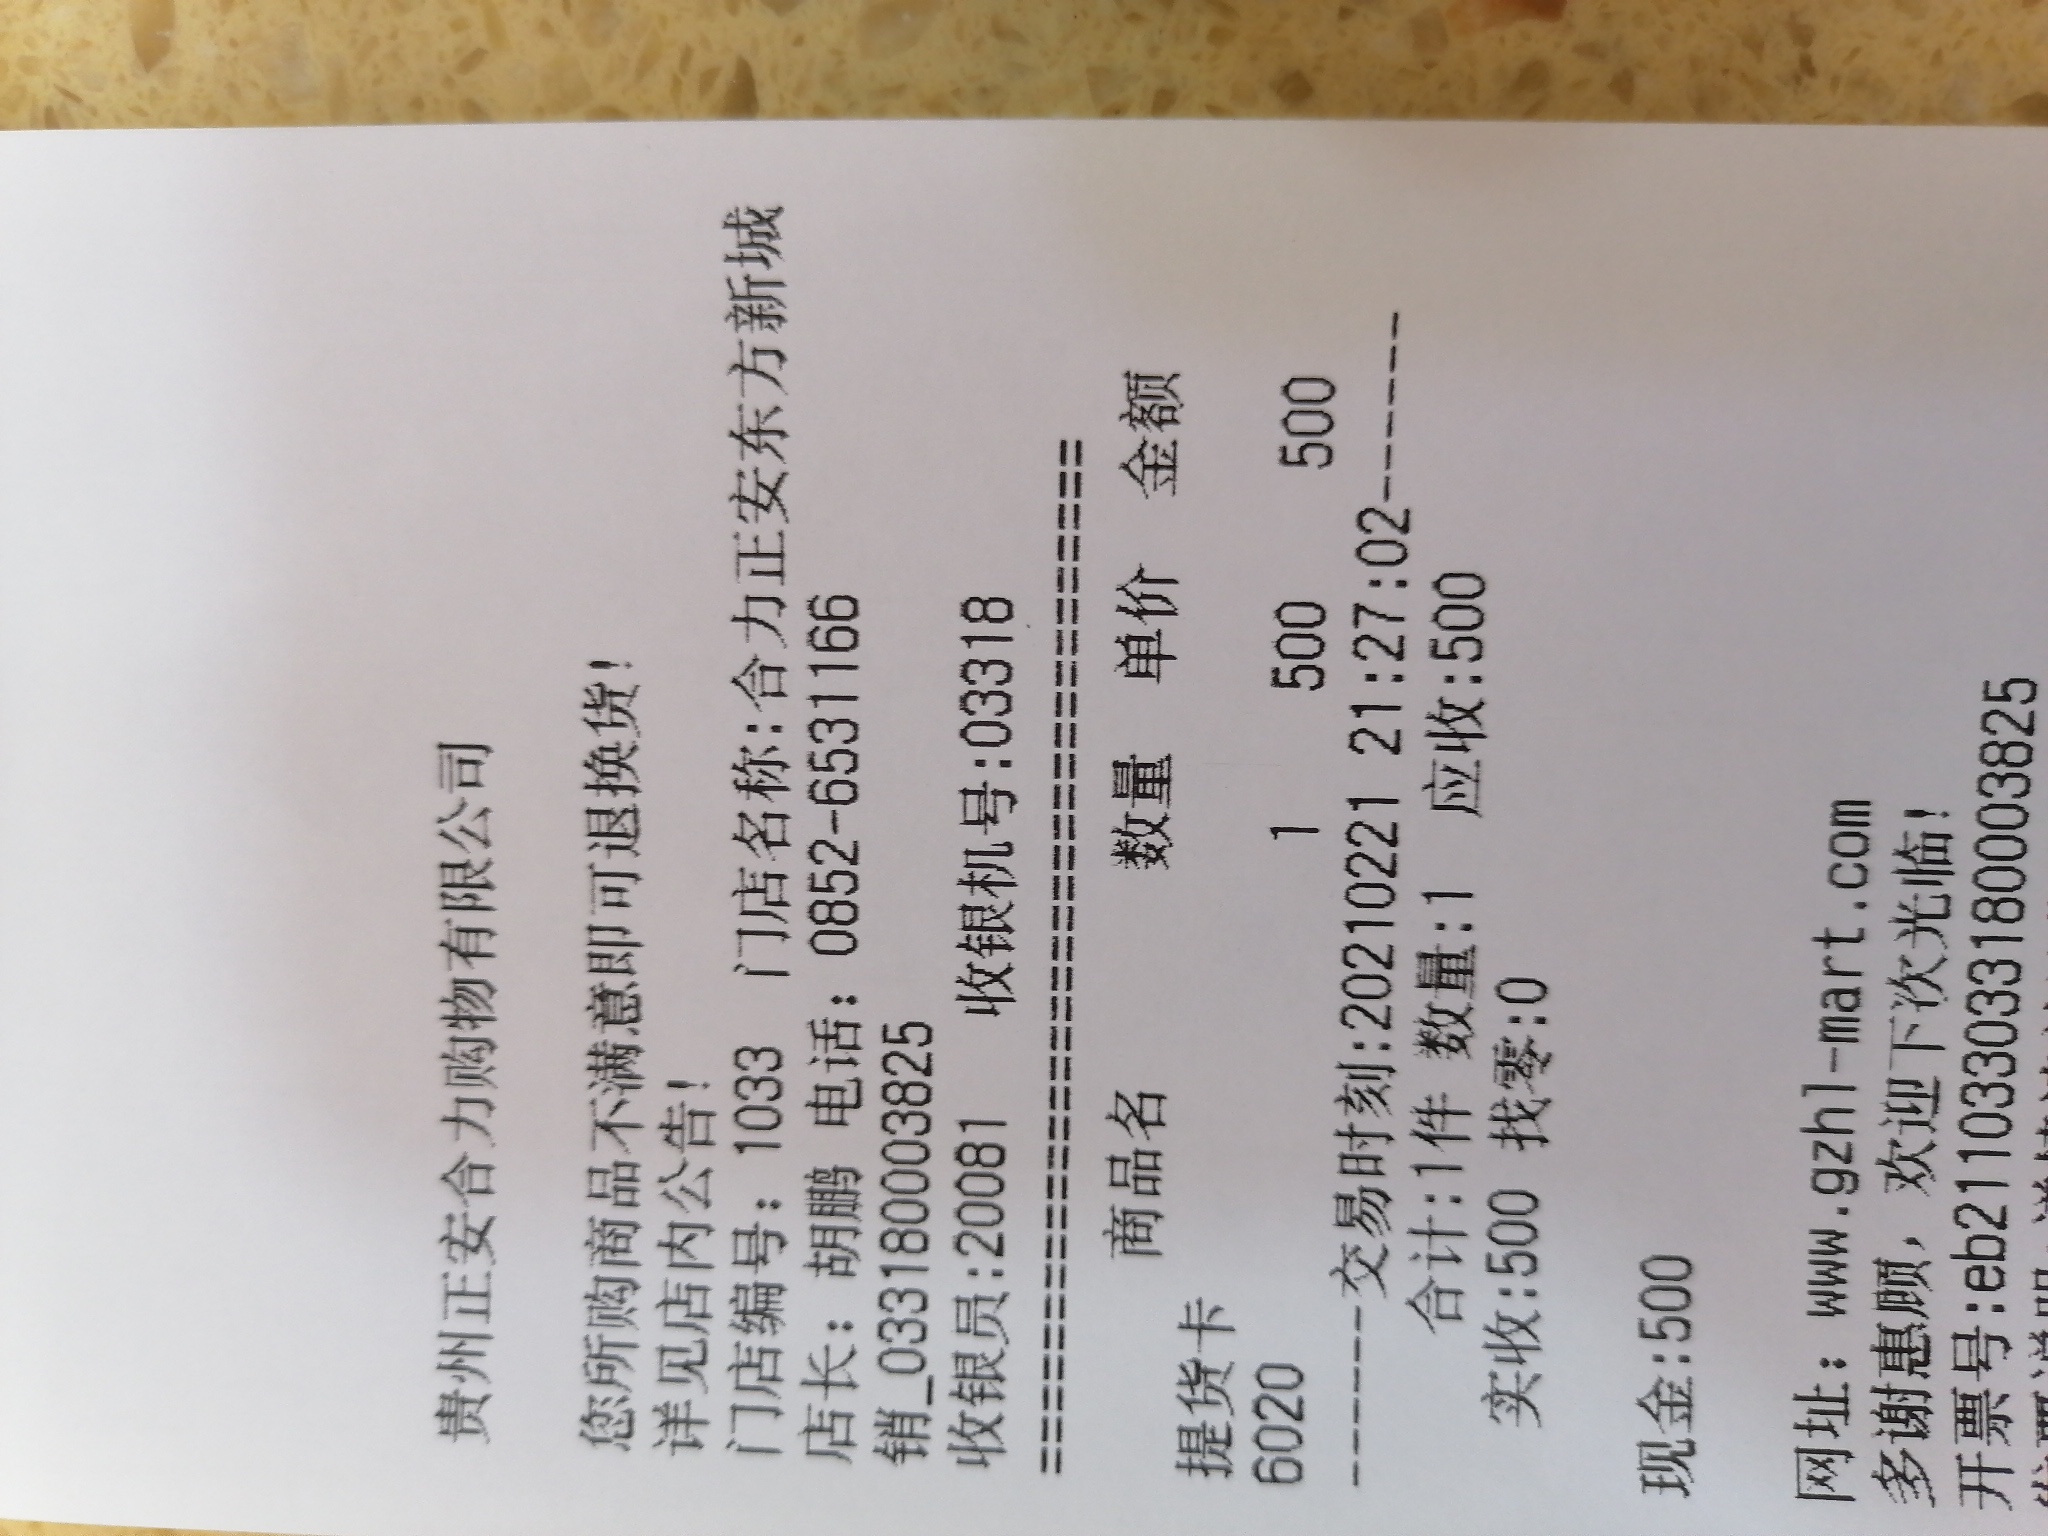 贵州正安合力购物有限公司
您所购商品不满意即可退换货!
详见店内公告!
门店编号: 1033 门店名称:合力正安东方新城
店长: 胡鹏 电话: 0852-6531166
销_033180003825
收银员:20081 收银机号:03318
========================================
商品名 数量 单价 金额
提货卡
6020 1 500 500
--------交易时刻:20210221 21:27:02--------
合计:1件 数量:1 应收:500
实收:500 找零:0
现金:500
网址: www.gzhl-mart.com
多谢惠顾, 欢迎下次光临!
开票号:eb211033033180003825